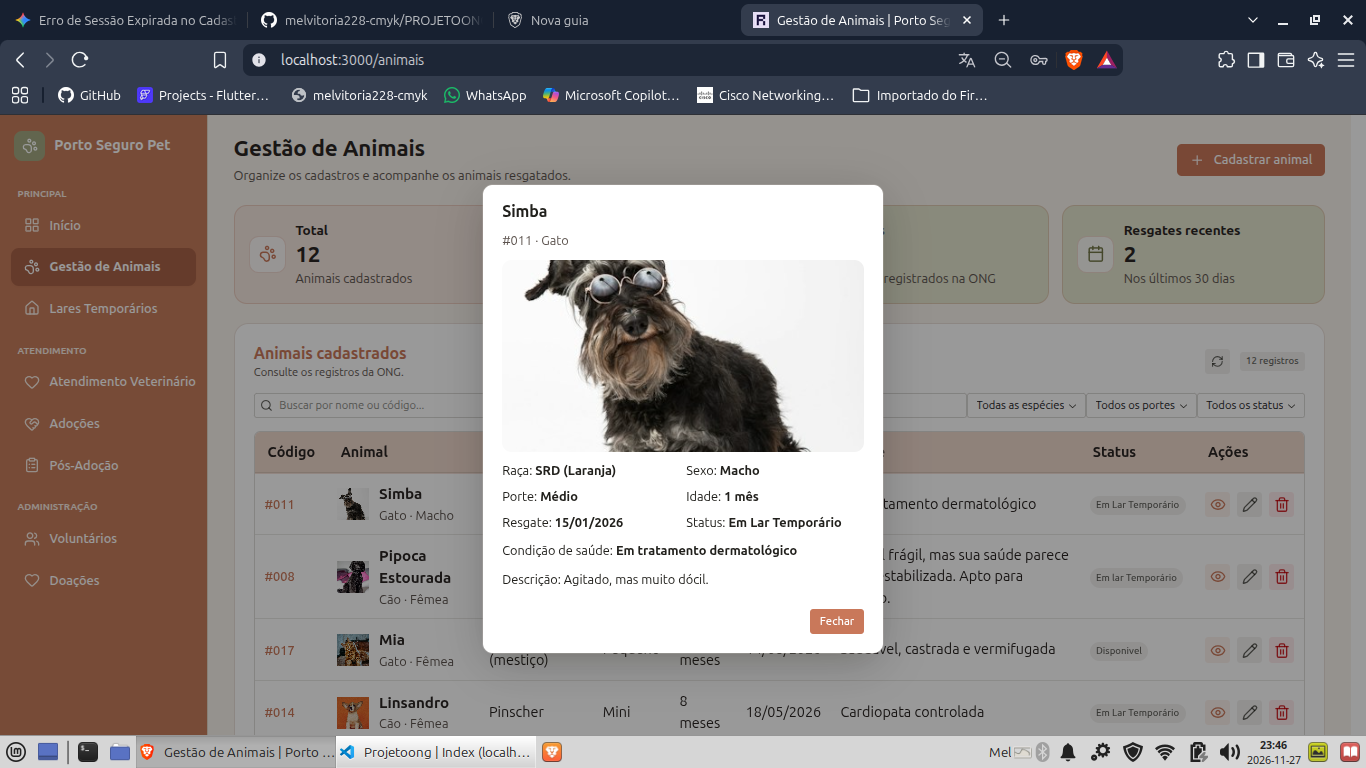 Erro de Sessão Expirada no Cadas
melvitoria228-cmyk/PROJETOON
Nova guia
Gestão de Animais | Porto Seg
localhost:3000/animais
GitHub
Projects - Flutter…
melvitoria228-cmyk
WhatsApp
Microsoft Copilot…
Cisco Networking…
Importado do Fir…
Porto Seguro Pet
PRINCIPAL
Início
Gestão de Animais
Lares Temporários
ATENDIMENTO
Atendimento Veterinário
Adoções
Pós-Adoção
ADMINISTRAÇÃO
Voluntários
Doações
Gestão de Animais
Organize os cadastros e acompanhe os animais resgatados.
+ Cadastrar animal
Total
12
Animais cadastrados
registrados na ONG
Resgates recentes
2
Nos últimos 30 dias
Animais cadastrados
Consulte os registros da ONG.
12 registros
Buscar por nome ou código...
Todas as espécies
Todos os portes
Todos os status
Código
Animal
Status
Ações
#011
Simba
Gato · Macho
tamento dermatológico
Em Lar Temporário
#008
Pipoca
Estourada
Cão · Fêmea
frágil, mas sua saúde parece
stabilizada. Apto para
Em lar Temporário
#017
Mia
Gato · Fêmea
(mestiço)
meses
, castrada e vermifugada
Disponivel
#014
Linsandro
Cão · Fêmea
Pinscher
Mini
8
meses
18/05/2026
Cardiopata controlada
Em Lar Temporário
Simba
#011 · Gato
Raça: SRD (Laranja)
Sexo: Macho
Porte: Médio
Idade: 1 mês
Resgate: 15/01/2026
Status: Em Lar Temporário
Condição de saúde: Em tratamento dermatológico
Descrição: Agitado, mas muito dócil.
Fechar
Gestão de Animais | Porto ...
Projetoong | Index (localh...
Mel
23:46
2026-11-27